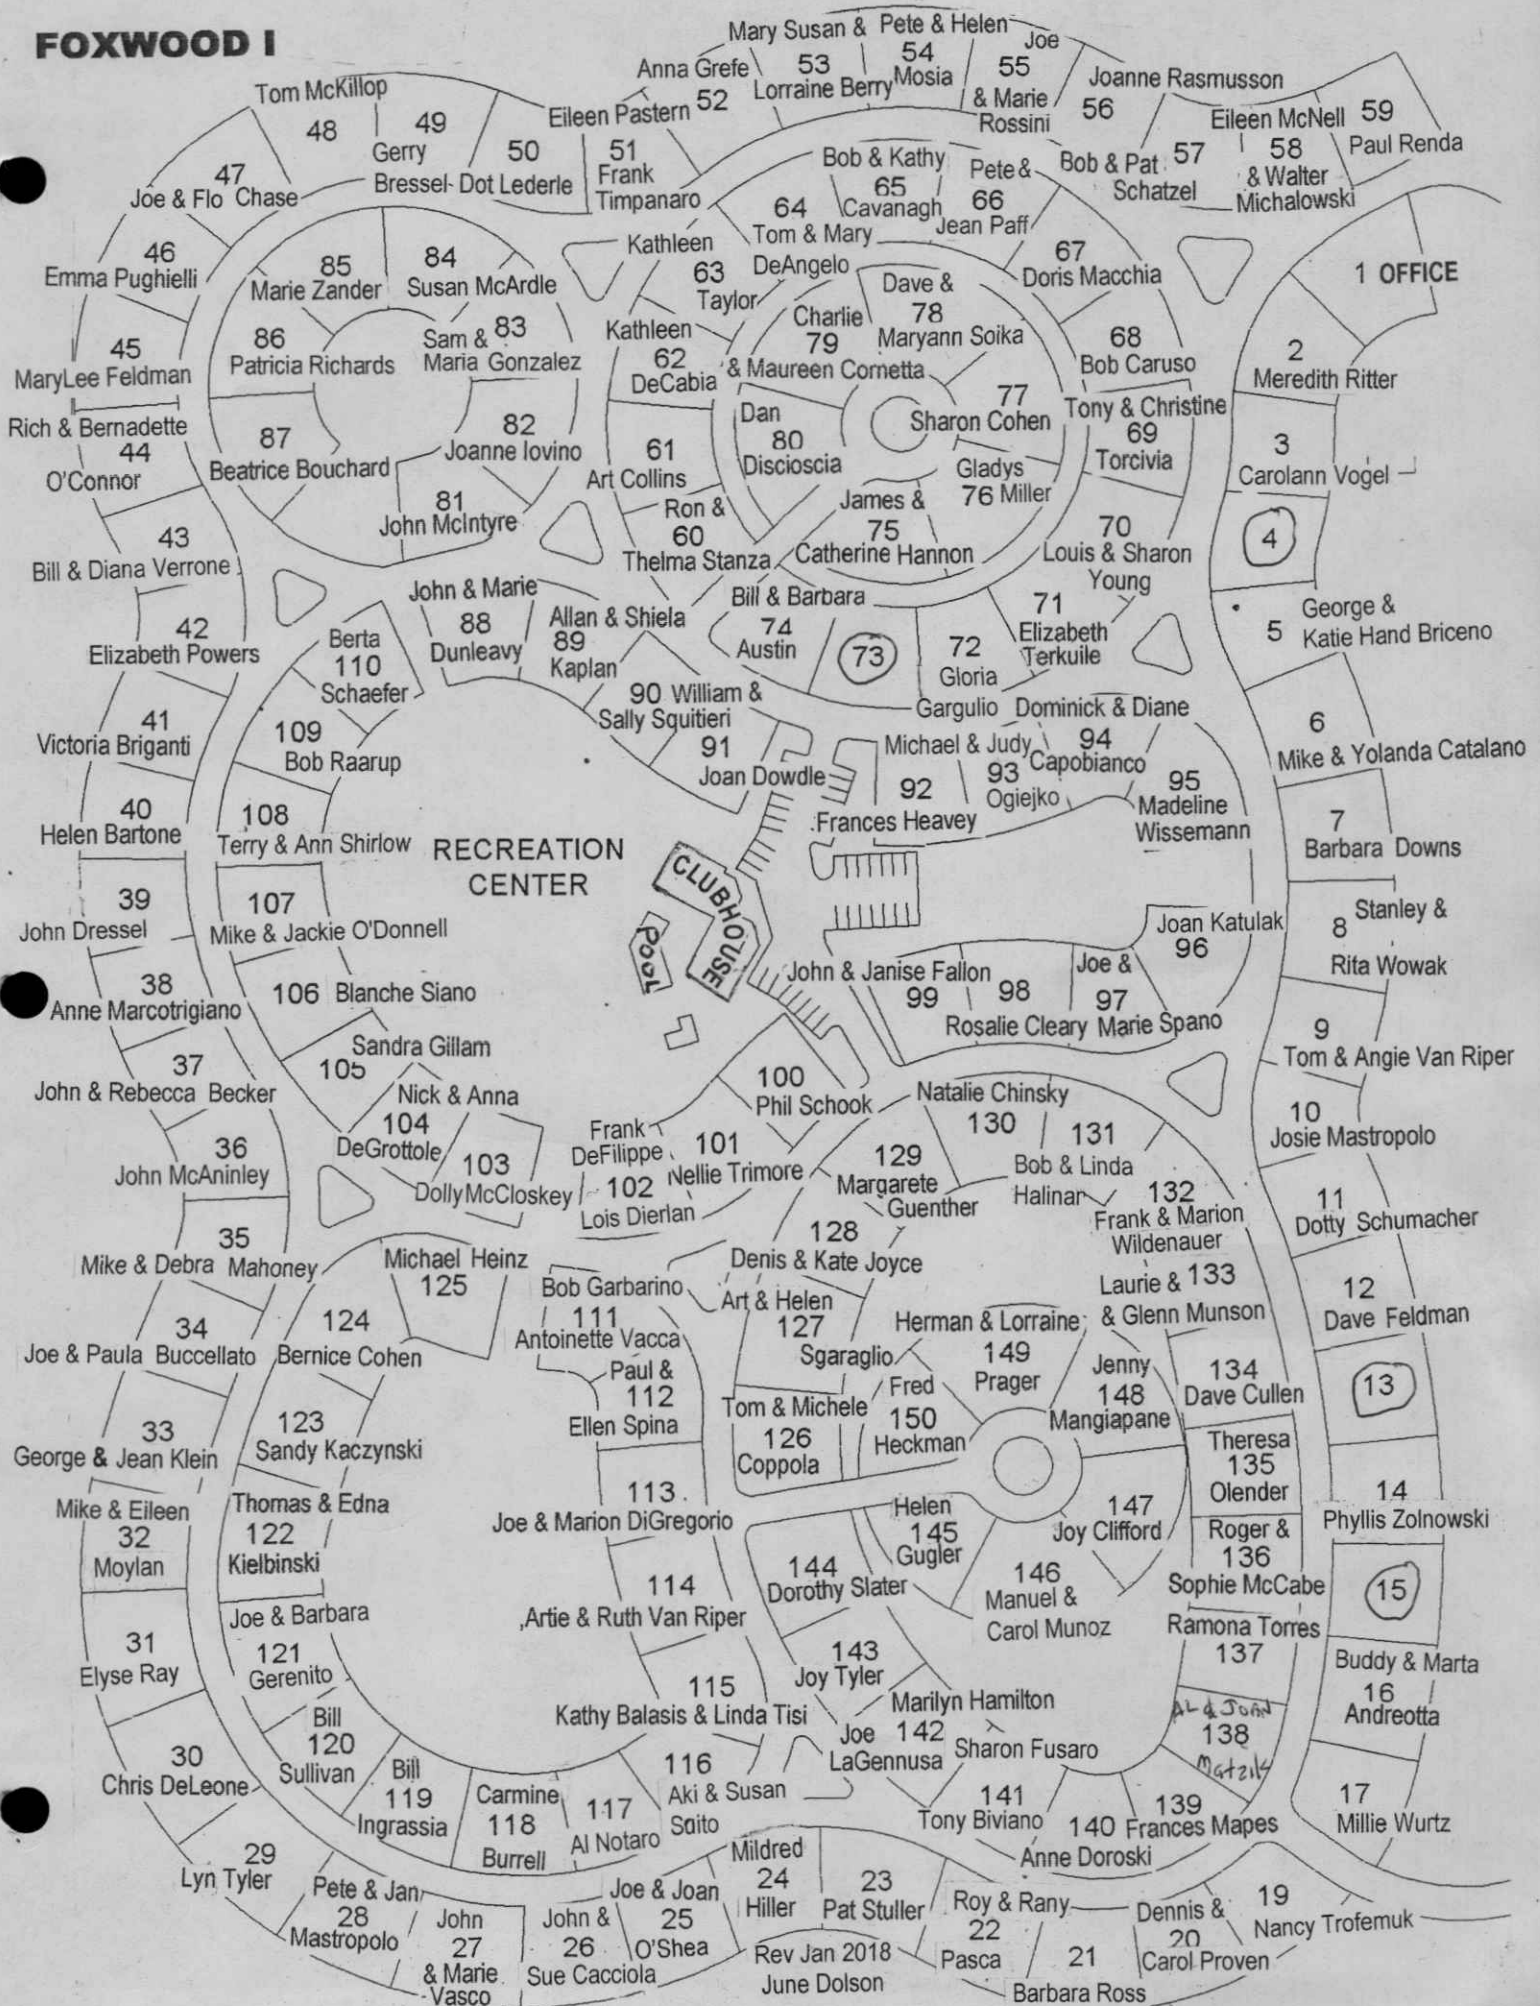 FOXWOOD I
1 OFFICE
2
Meredith Ritter
3
Carolann Vogel
4
5
George &
Katie Hand Briceno
6
Mike & Yolanda Catalano
7
Barbara Downs
8
Stanley &
Rita Wowak
9
Tom & Angie Van Riper
10
Josie Mastropolo
11
Dotty Schumacher
12
Dave Feldman
13
14
Phyllis Zolnowski
15
Buddy & Marta
16
Andreotta
17
Millie Wurtz
19
Nancy Trofemuk
Dennis &
20
Carol Proven
21
Barbara Ross
Roy & Rany
22
Pasca
23
Pat Stuller
Mildred
24
Hiller
Joe & Joan
25
O'Shea
John &
26
Sue Cacciola
John
27
& Marie
Vasco
Pete & Jan
28
Mastropolo
29
Lyn Tyler
30
Chris DeLeone
31
Elyse Ray
Mike & Eileen
32
Moylan
33
George & Jean Klein
34
Joe & Paula Buccellato
35
Mike & Debra Mahoney
36
John McAninley
37
John & Rebecca Becker
38
Anne Marcotrigiano
39
John Dressel
40
Helen Bartone
41
Victoria Briganti
42
Elizabeth Powers
43
Bill & Diana Verrone
Rich & Bernadette
44
O'Connor
45
MaryLee Feldman
46
Emma Pughielli
47
Joe & Flo Chase
Tom McKillop
48
49
Gerry
Bressel
50
Dot Lederle
51
Frank
Timpanaro
Eileen Pastern
Anna Grefe
52
Mary Susan &
53
Lorraine Berry
Pete & Helen
54
Mosia
Joe
55
& Marie
Rossini
56
Joanne Rasmusson
Bob & Pat
57
Schatzel
Eileen McNell
58
& Walter
Michalowski
59
Paul Renda
Ron &
60
Thelma Stanza
61
Art Collins
Kathleen
62
DeCabia
Kathleen
63
Taylor
64
Tom & Mary
DeAngelo
Bob & Kathy
65
Cavanagh
Pete &
66
Jean Paff
67
Doris Macchia
68
Bob Caruso
Tony & Christine
69
Torcivia
70
Louis & Sharon
Young
71
Elizabeth
Terkuile
72
Gloria
Gargulio
73
Bill & Barbara
74
Austin
James &
75
Catherine Hannon
Gladys
76 Miller
77
Sharon Cohen
Dave &
78
Maryann Soika
Charlie
79
& Maureen Cornetta
Dan
80
Discioscia
81
John McIntyre
82
Joanne Iovino
Sam & 83
Maria Gonzalez
84
Susan McArdle
85
Marie Zander
86
Patricia Richards
87
Beatrice Bouchard
John & Marie
88
Dunleavy
Allan & Shiela
89
Kaplan
90 William &
Sally Squitieri
91
Joan Dowdle
92
Frances Heavey
Michael & Judy
93
Ogiejko
Dominick & Diane
94
Capobianco
95
Madeline
Wissemann
Joan Katulak
96
Joe &
97
Marie Spano
98
Rosalie Cleary
John & Janise Fallon
99
RECREATION
CENTER
CLUBHOUSE
POOL
100
Phil Schook
101
Nellie Trimore
Frank
DeFilippe
102
Lois Dierlan
103
Dolly McCloskey
Nick & Anna
104
DeGrottole
Sandra Gillam
105
106 Blanche Siano
107
Mike & Jackie O'Donnell
108
Terry & Ann Shirlow
109
Bob Raarup
Berta
110
Schaefer
Bob Garbarino
111
Antoinette Vacca
Paul &
112
Ellen Spina
113
Joe & Marion DiGregorio
114
Artie & Ruth Van Riper
115
Kathy Balasis & Linda Tisi
116
Aki & Susan
Saito
117
Al Notaro
Carmine
118
Burrell
Bill
119
Ingrassia
Bill
120
Sullivan
Joe & Barbara
121
Gerenito
Thomas & Edna
122
Kielbinski
123
Sandy Kaczynski
124
Bernice Cohen
Michael Heinz
125
Tom & Michele
126
Coppola
Art & Helen
127
Sgaraglio
128
Denis & Kate Joyce
129
Margarete
Guenther
Natalie Chinsky
130
131
Bob & Linda
Halinar
132
Frank & Marion
Wildenauer
Laurie & 133
& Glenn Munson
134
Dave Cullen
Theresa
135
Olender
Roger &
136
Sophie McCabe
Ramona Torres
137
AL & JOAN
138
Matzik
139
Frances Mapes
140
Anne Doroski
Sharon Fusaro
141
Tony Biviano
Marilyn Hamilton
Joe 142
LaGennusa
143
Joy Tyler
144
Dorothy Slater
Helen
145
Gugler
146
Manuel &
Carol Munoz
147
Joy Clifford
Jenny
148
Mangiapane
Herman & Lorraine
149
Prager
Fred
150
Heckman
Rev Jan 2018
June Dolson